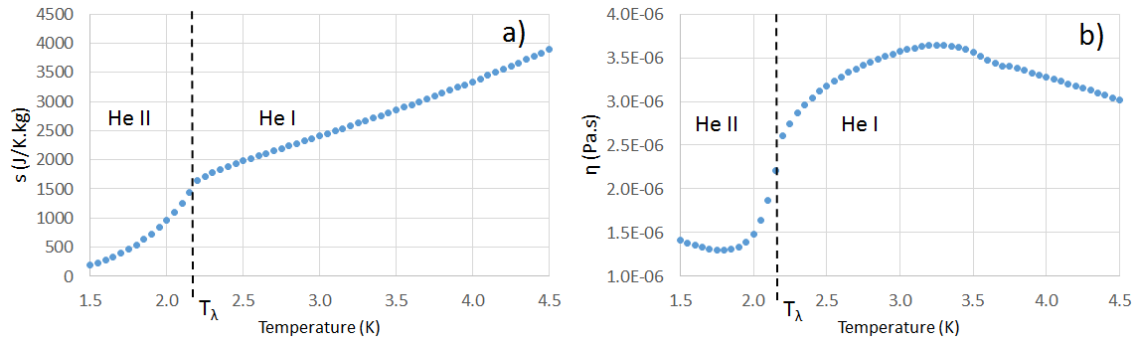 a)
4500
4000
3500
3000
2500
2000
1500
1000
500
0
s (J/K.kg)
He II
He I
1.5
2.0
2.5
3.0
3.5
4.0
4.5
Tλ
Temperature (K)
b)
4.0E-06
3.5E-06
3.0E-06
2.5E-06
2.0E-06
1.5E-06
1.0E-06
η (Pa.s)
He II
He I
1.5
2.0
2.5
3.0
3.5
4.0
4.5
Tλ
Temperature (K)